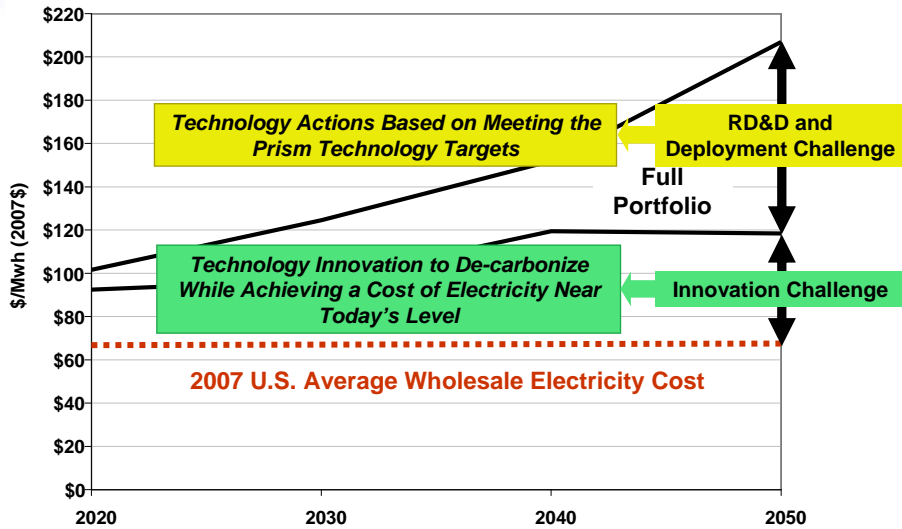 $/Mwh (2007$)
$220
$200
$180
$160
$140
$120
$100
$80
$60
$40
$20
$0
Technology Actions Based on Meeting the
Prism Technology Targets
RD&D and
Deployment Challenge
Full
Portfolio
Technology Innovation to De-carbonize
While Achieving a Cost of Electricity Near
Today's Level
Innovation Challenge
2007 U.S. Average Wholesale Electricity Cost
2020
2030
2040
2050